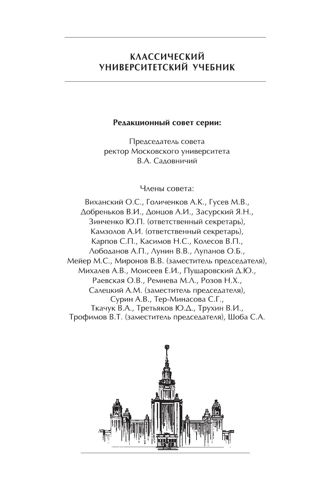 КЛАССИЧЕСКИЙ
УНИВЕРСИТЕТСКИЙ УЧЕБНИК
Редакционный совет серии:
Председатель совета
ректор Московского университета
В.А. Садовничий
Члены совета:
Виханский О.С., Голиченков А.К., Гусев М.В.,
Добреньков В.И., Донцов А.И., Засурский Я.Н.,
Зинченко Ю.П. (ответственный секретарь),
Камзолов А.И. (ответственный секретарь),
Карпов С.П., Касимов Н.С., Колесов В.П.,
Лободанов А.П., Лунин В.В., Лупанов О.Б.,
Мейер М.С., Миронов В.В. (заместитель председателя),
Михалев А.В., Моисеев Е.И., Пушаровский Д.Ю.,
Раевская О.В., Ремнева М.Л., Розов Н.Х.,
Салецкий А.М. (заместитель председателя),
Сурин А.В., Тер-Минасова С.Г.,
Ткачук В.А., Третьяков Ю.Д., Трухин В.И.,
Трофимов В.Т. (заместитель председателя), Шоба С.А.